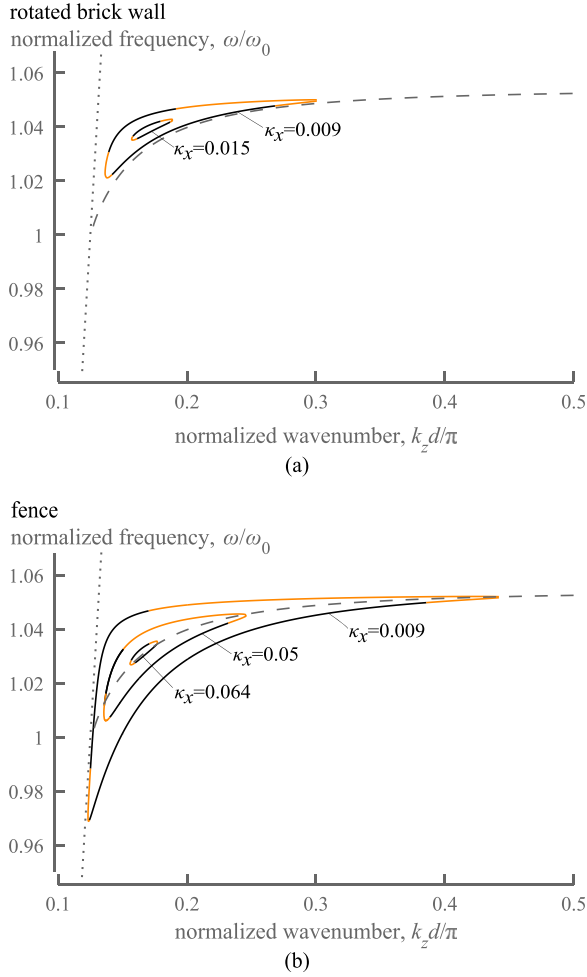 rotated brick wall
normalized frequency, ω/ω₀
1.06
1.04
1.02
1
0.98
0.96
κₓ=0.009
κₓ=0.015
0.1 0.2 0.3 0.4 0.5
normalized wavenumber, k_z d/π
(a)
fence
normalized frequency, ω/ω₀
1.06
1.04
1.02
1
0.98
0.96
κₓ=0.009
κₓ=0.05
κₓ=0.064
0.1 0.2 0.3 0.4 0.5
normalized wavenumber, k_z d/π
(b)